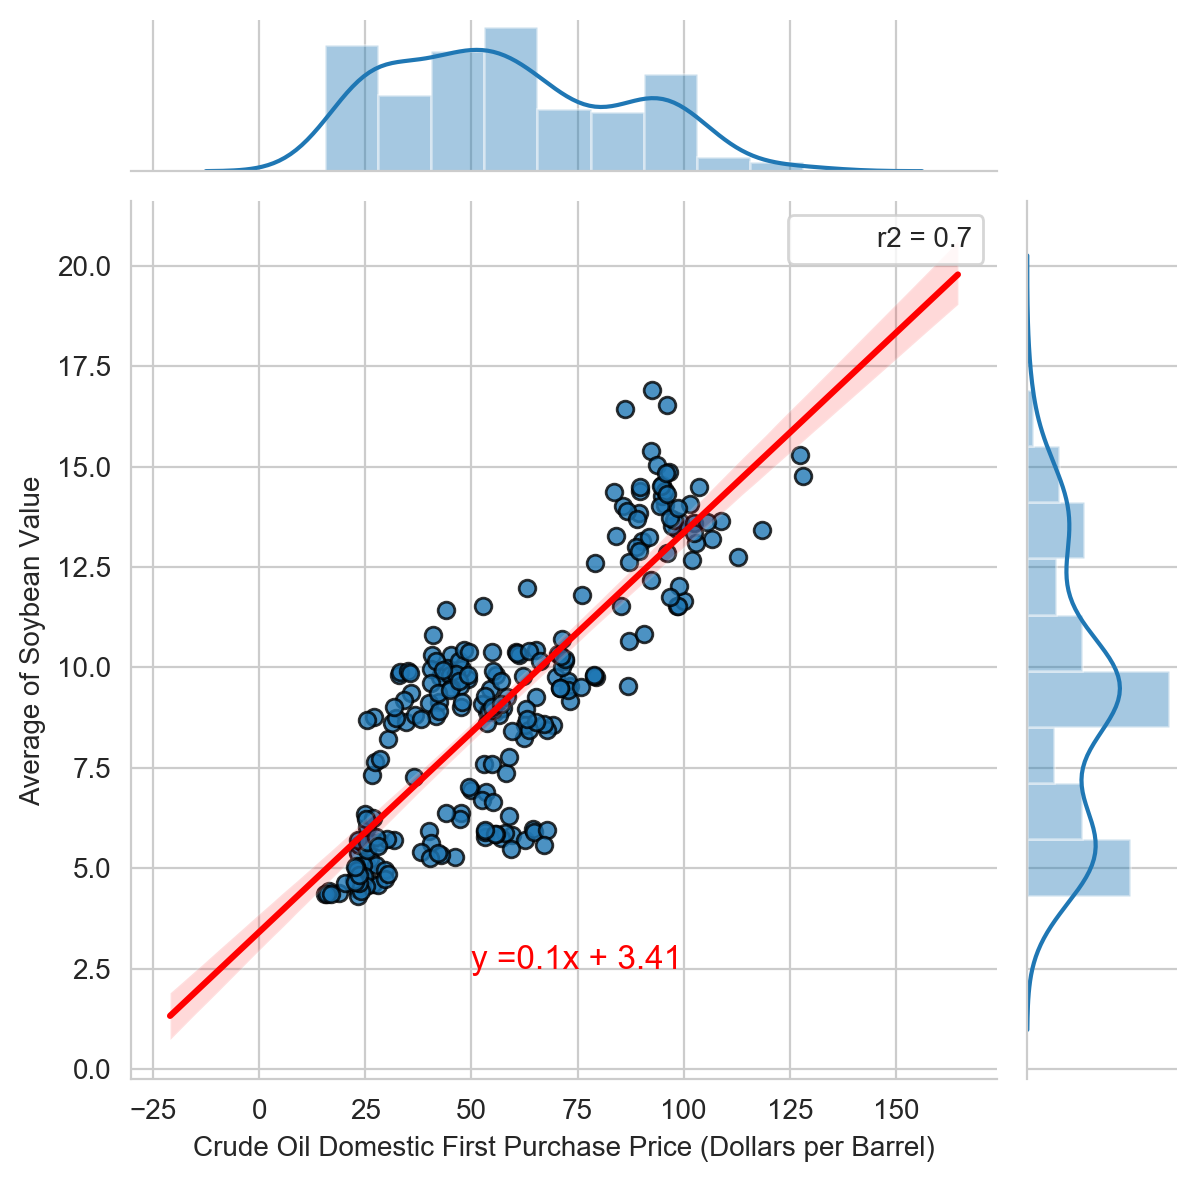 r2 = 0.7
20.0
17.5
15.0
12.5
10.0
7.5
5.0
2.5
0.0
Average of Soybean Value
y =0.1x + 3.41
−25 0 25 50 75 100 125 150
Crude Oil Domestic First Purchase Price (Dollars per Barrel)